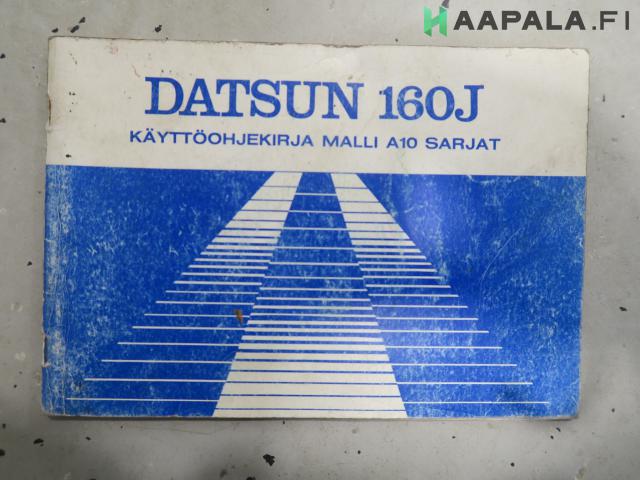 HAAPALA.FI
DATSUN 160J
KÄYTTÖOHJEKIRJA MALLI A10 SARJAT